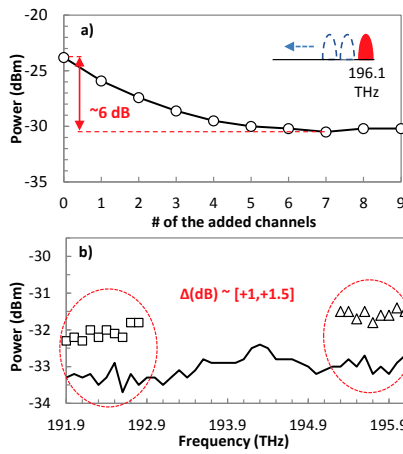 -20
a)
-25
Power (dBm)
~6 dB
196.1
THz
-30
-35
0 1 2 3 4 5 6 7 8 9
# of the added channels
-30
b)
-31
Δ(dB) ~ [+1,+1.5]
Power (dBm)
-32
-33
-34
191.9 192.9 193.9 194.9 195.9
Frequency (THz)